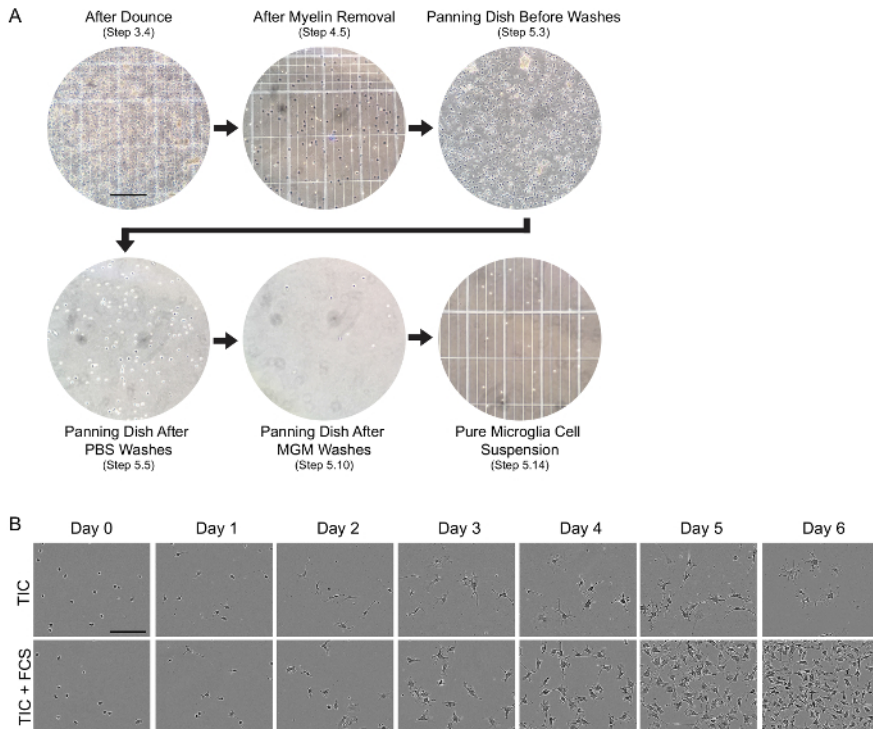 A
After Dounce
(Step 3.4)
After Myelin Removal
(Step 4.5)
Panning Dish Before Washes
(Step 5.3)
Panning Dish After
PBS Washes
(Step 5.5)
Panning Dish After
MGM Washes
(Step 5.10)
Pure Microglia Cell
Suspension
(Step 5.14)
B
Day 0
Day 1
Day 2
Day 3
Day 4
Day 5
Day 6
TIC
TIC + FCS